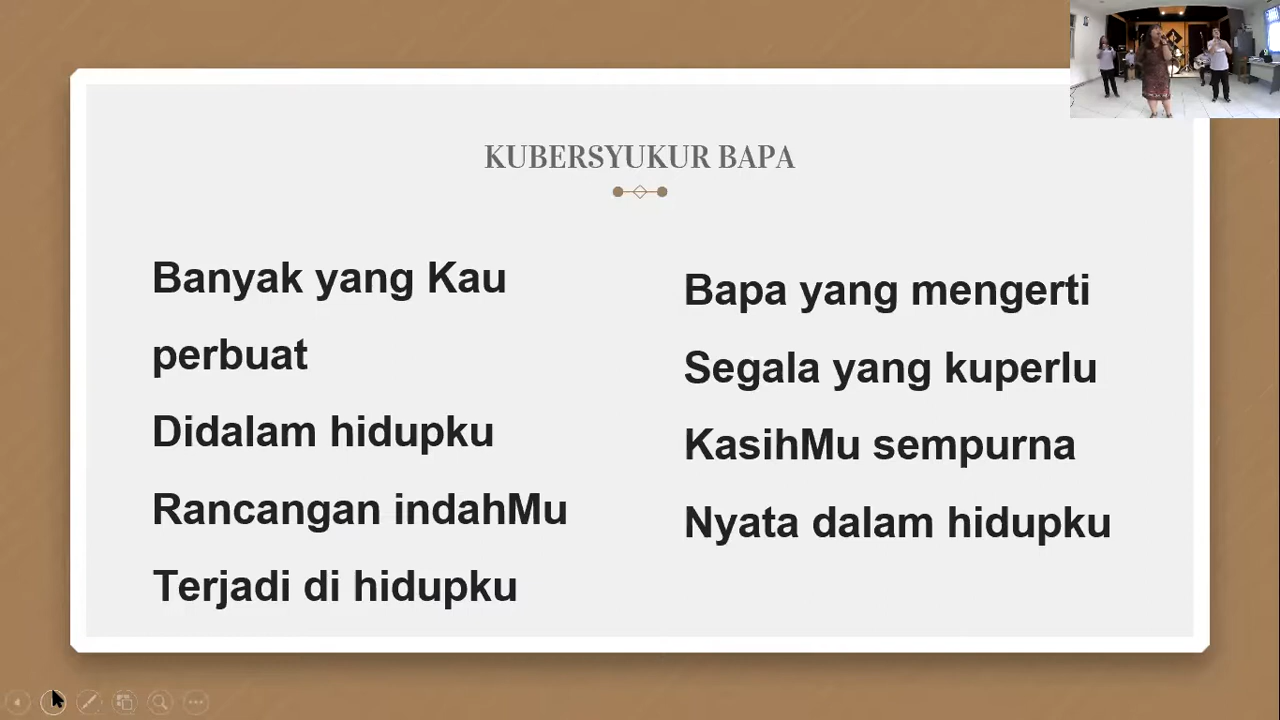 KUBERSYUKUR BAPA
Banyak yang Kau
perbuat
Didalam hidupku
Rancangan indahMu
Terjadi di hidupku
Bapa yang mengerti
Segala yang kuperlu
KasihMu sempurna
Nyata dalam hidupku